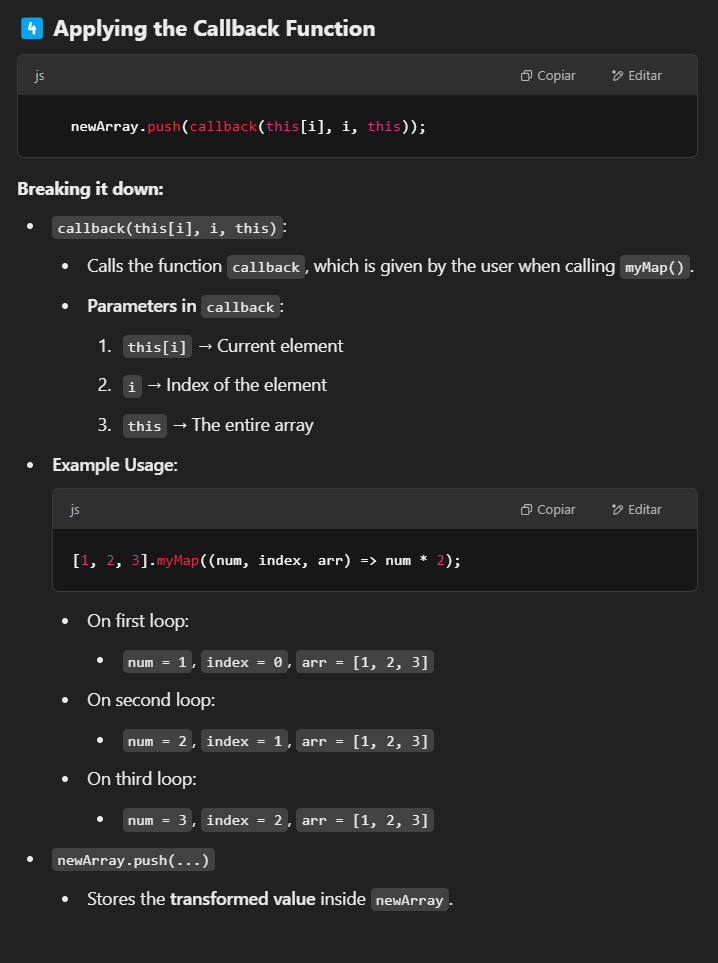 4 Applying the Callback Function
js Copiar Editar
newArray.push(callback(this[i], i, this));
Breaking it down:
• callback(this[i], i, this):
• Calls the function callback, which is given by the user when calling myMap().
• Parameters in callback:
1. this[i] → Current element
2. i → Index of the element
3. this → The entire array
• Example Usage:
js Copiar Editar
[1, 2, 3].myMap((num, index, arr) => num * 2);
• On first loop:
• num = 1, index = 0, arr = [1, 2, 3]
• On second loop:
• num = 2, index = 1, arr = [1, 2, 3]
• On third loop:
• num = 3, index = 2, arr = [1, 2, 3]
• newArray.push(...)
• Stores the transformed value inside newArray.